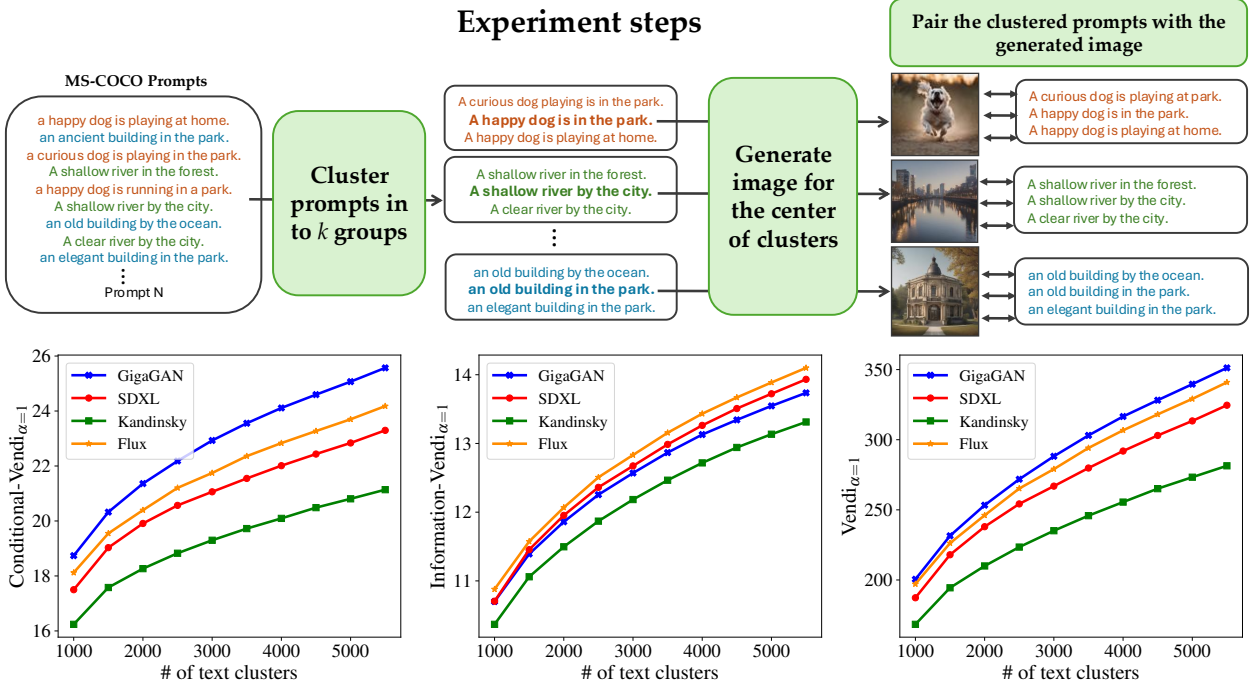 Experiment steps
Pair the clustered prompts with the
generated image
MS-COCO Prompts
a happy dog is playing at home.
an ancient building in the park.
a curious dog is playing in the park.
A shallow river in the forest.
a happy dog is running in a park.
A shallow river by the city.
an old building by the ocean.
A clear river by the city.
an elegant building in the park.
⋮
Prompt N
Cluster
prompts in
to k groups
A curious dog playing is in the park.
A happy dog is in the park.
A happy dog is playing at home.
A shallow river in the forest.
A shallow river by the city.
A clear river by the city.
⋮
an old building by the ocean.
an old building in the park.
an elegant building in the park.
Generate
image for
the center
of clusters
A curious dog is playing at park.
A happy dog is in the park.
A happy dog is playing at home.
A shallow river in the forest.
A shallow river by the city.
A clear river by the city.
an old building by the ocean.
an old building in the park.
an elegant building in the park.
Conditional-Vendiα=1
26
24
22
20
18
16
GigaGAN
SDXL
Kandinsky
Flux
1000 2000 3000 4000 5000
# of text clusters
Information-Vendiα=1
14
13
12
11
GigaGAN
SDXL
Kandinsky
Flux
1000 2000 3000 4000 5000
# of text clusters
Vendiα=1
350
300
250
200
GigaGAN
SDXL
Kandinsky
Flux
1000 2000 3000 4000 5000
# of text clusters